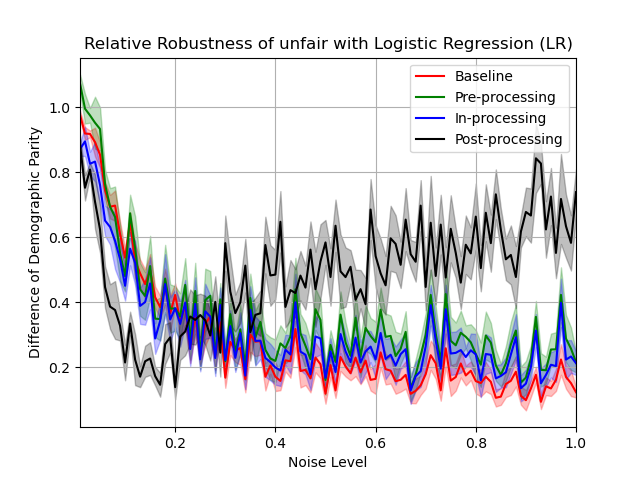 Relative Robustness of unfair with Logistic Regression (LR)
Baseline
Pre-processing
In-processing
Post-processing
Difference of Demographic Parity
1.0
0.8
0.6
0.4
0.2
0.2 0.4 0.6 0.8 1.0
Noise Level